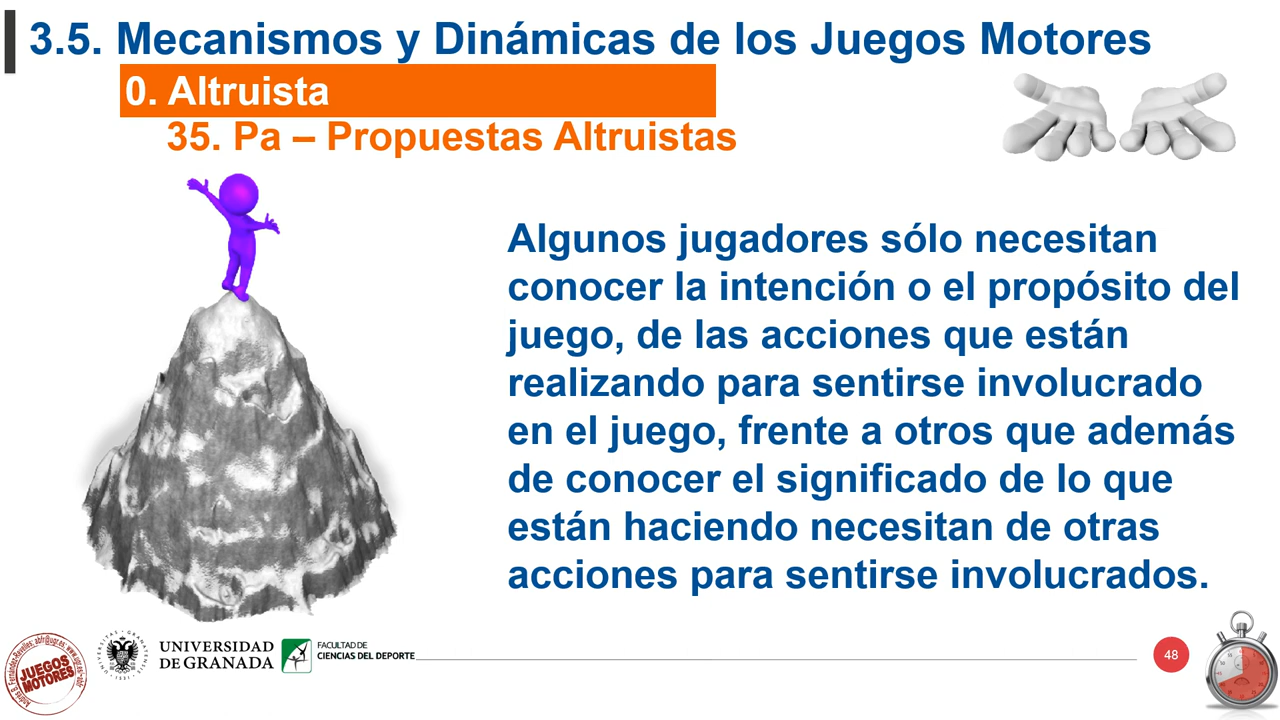 3.5. Mecanismos y Dinámicas de los Juegos Motores
0. Altruista
35. Pa – Propuestas Altruistas
Algunos jugadores sólo necesitan
conocer la intención o el propósito del
juego, de las acciones que están
realizando para sentirse involucrado
en el juego, frente a otros que además
de conocer el significado de lo que
están haciendo necesitan de otras
acciones para sentirse involucrados.
JUEGOS
MOTORES
UNIVERSIDAD
DE GRANADA
FACULTAD DE
CIENCIAS DEL DEPORTE
48